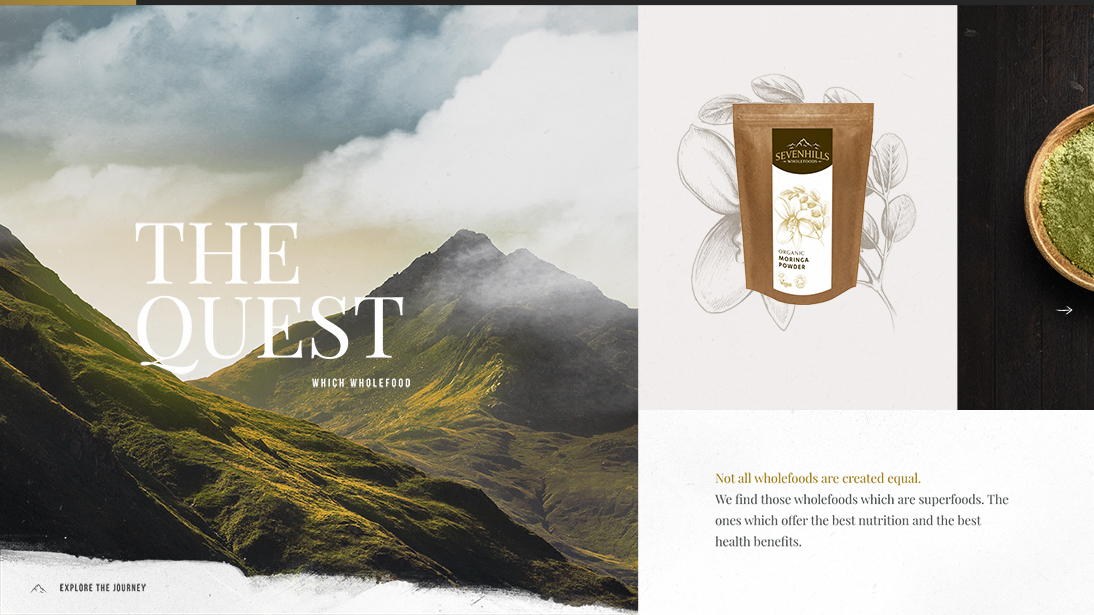 THE
QUEST
WHICH WHOLEFOOD
EXPLORE THE JOURNEY
SEVENHILLS
WHOLEFOODS
ORGANIC
MORINGA
POWDER
Not all wholefoods are created equal.
We find those wholefoods which are superfoods. The
ones which offer the best nutrition and the best
health benefits.